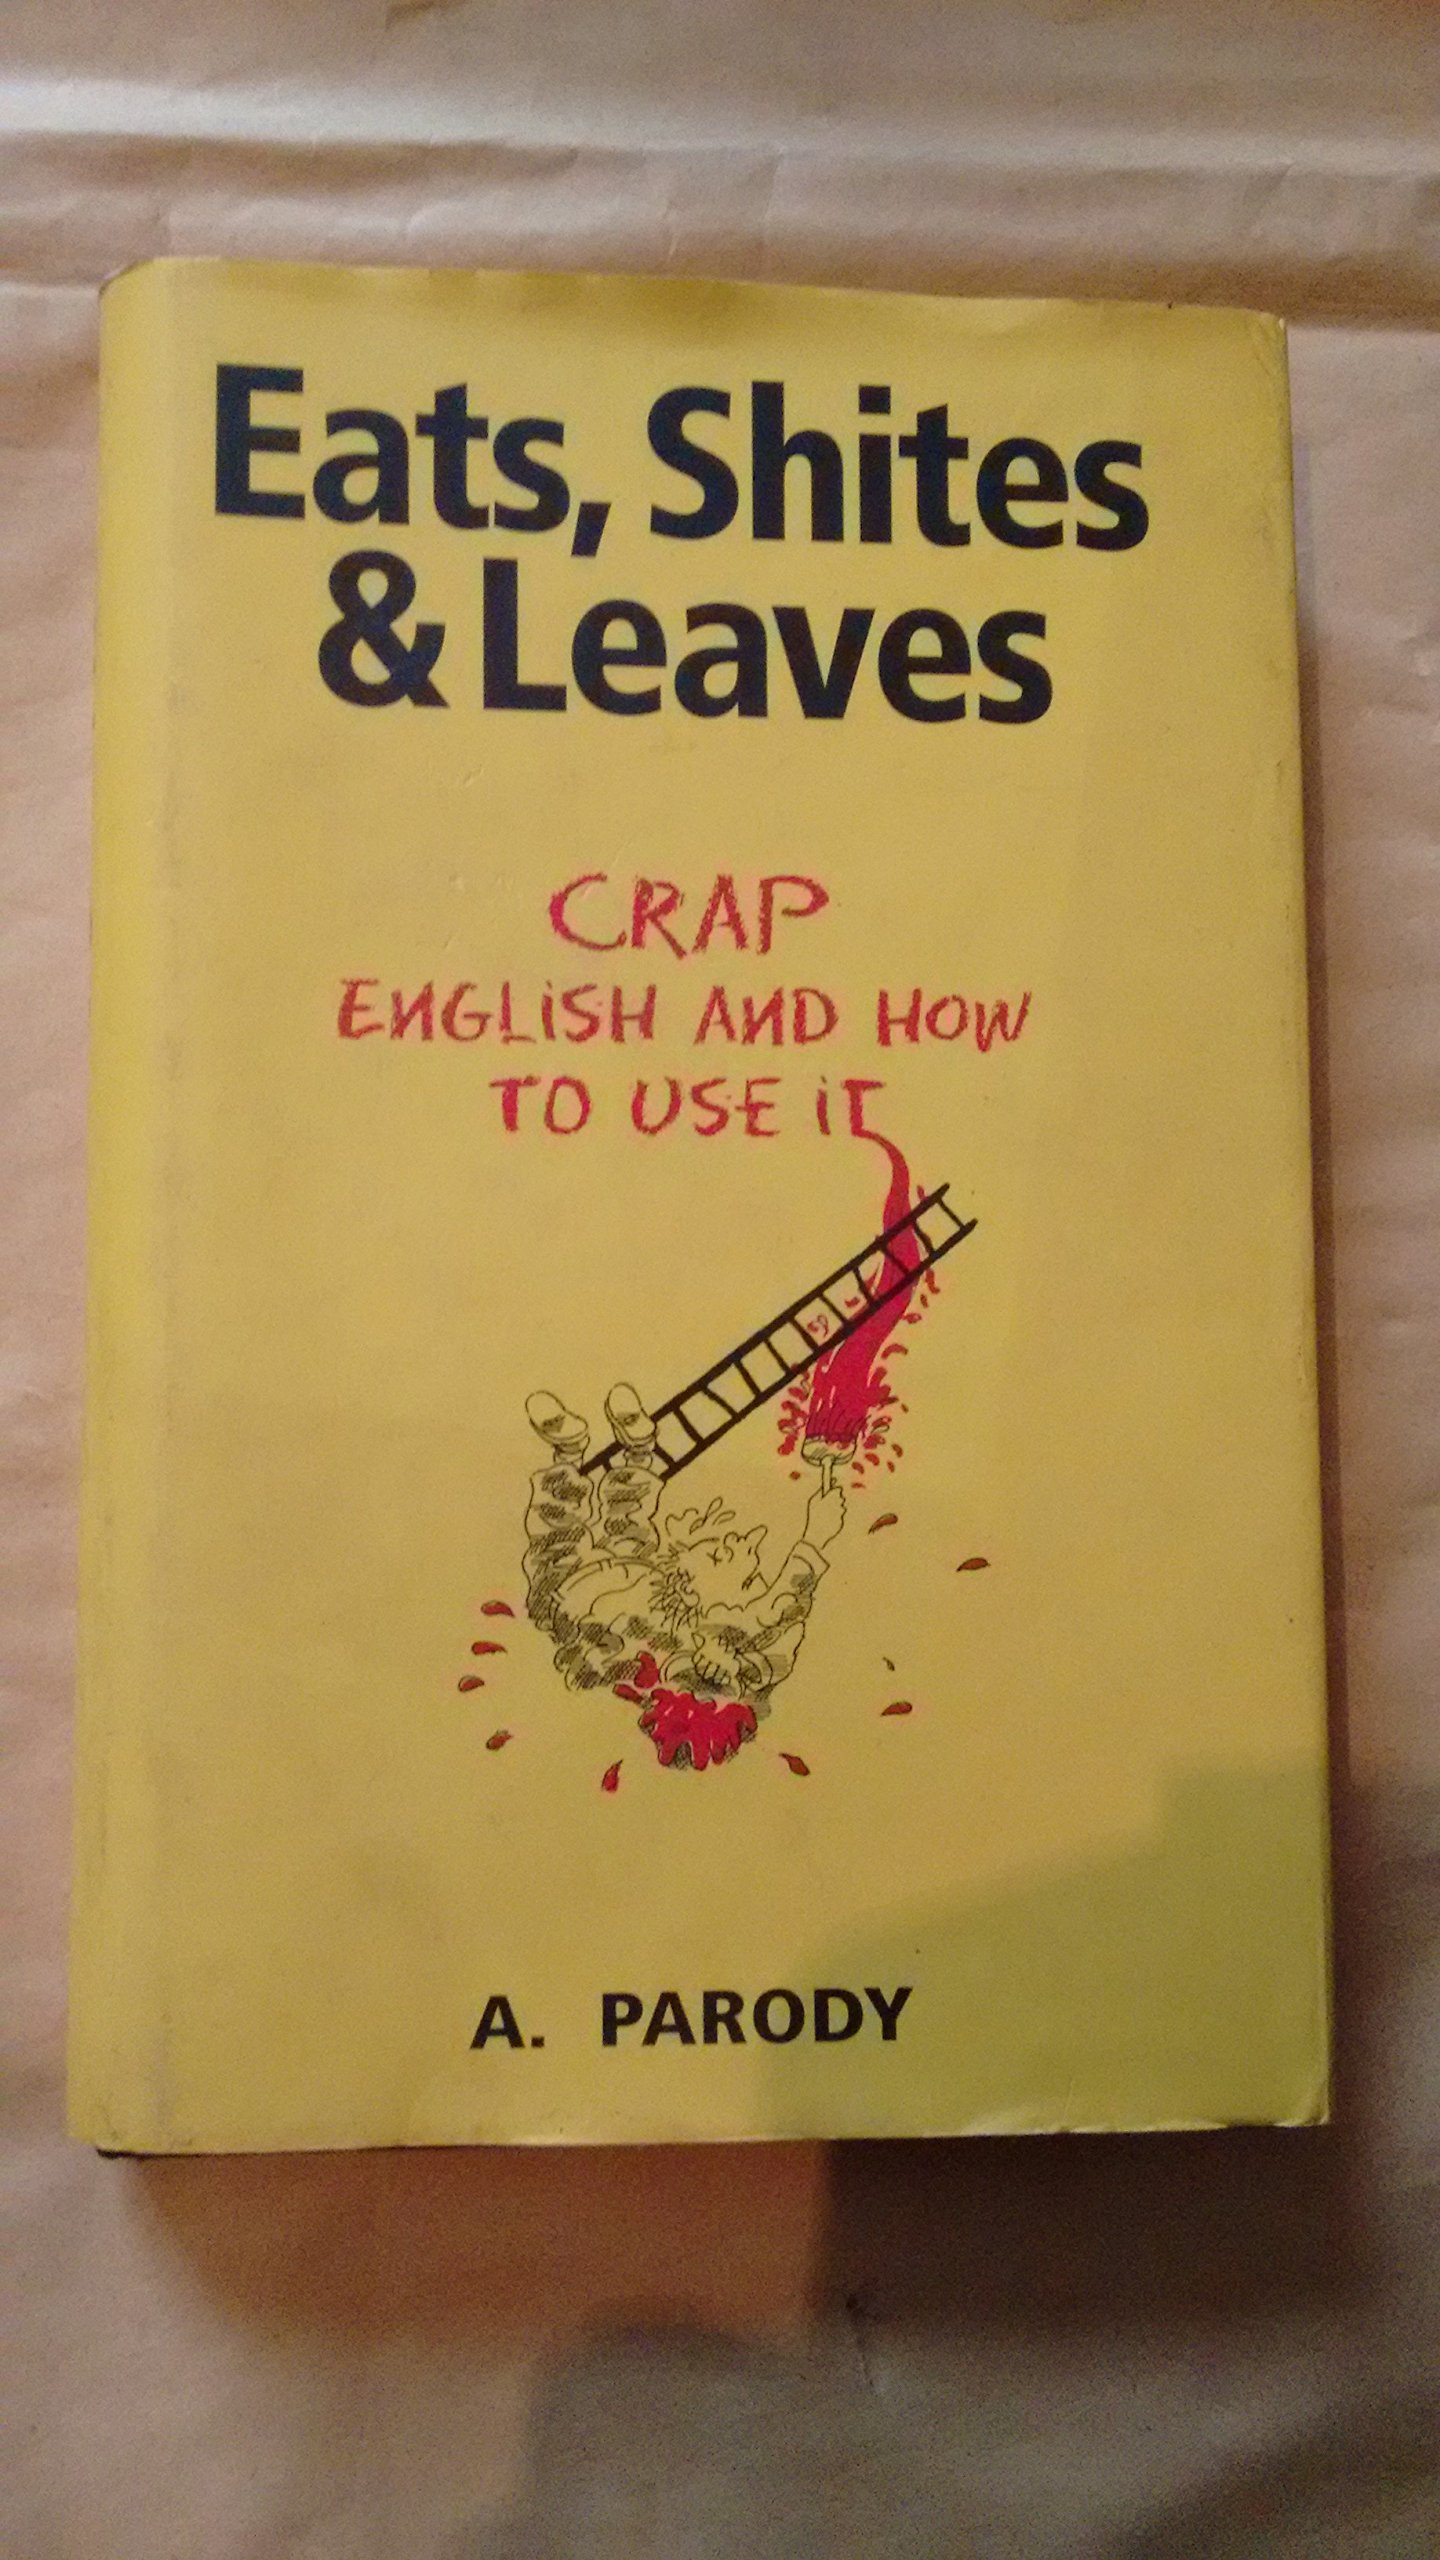 Eats, Shites
& Leaves
CRAP
ENGLiSH AND HOW
TO USE iT
A. PARODY